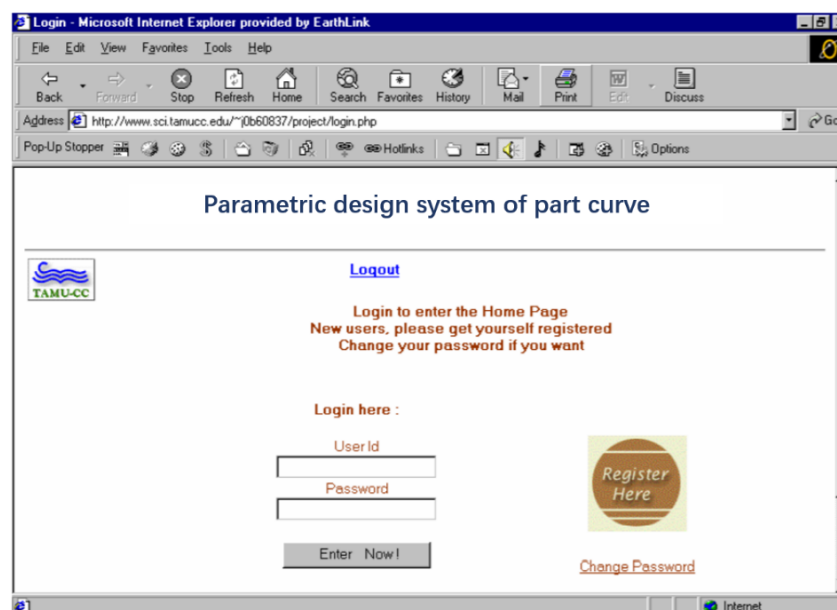 Login - Microsoft Internet Explorer provided by EarthLink
File Edit View Favorites Tools Help
Back Forward Stop Refresh Home Search Favorites History Mail Print Edit Discuss
Address http://www.sci.tamucc.edu/~j0b60837/project/login.php Go
Pop-Up Stopper Hotlinks Options
Parametric design system of part curve
TAMU-CC
Logout
Login to enter the Home Page
New users, please get yourself registered
Change your password if you want
Login here :
User Id
Password
Register
Here
Enter Now!
Change Password
Internet